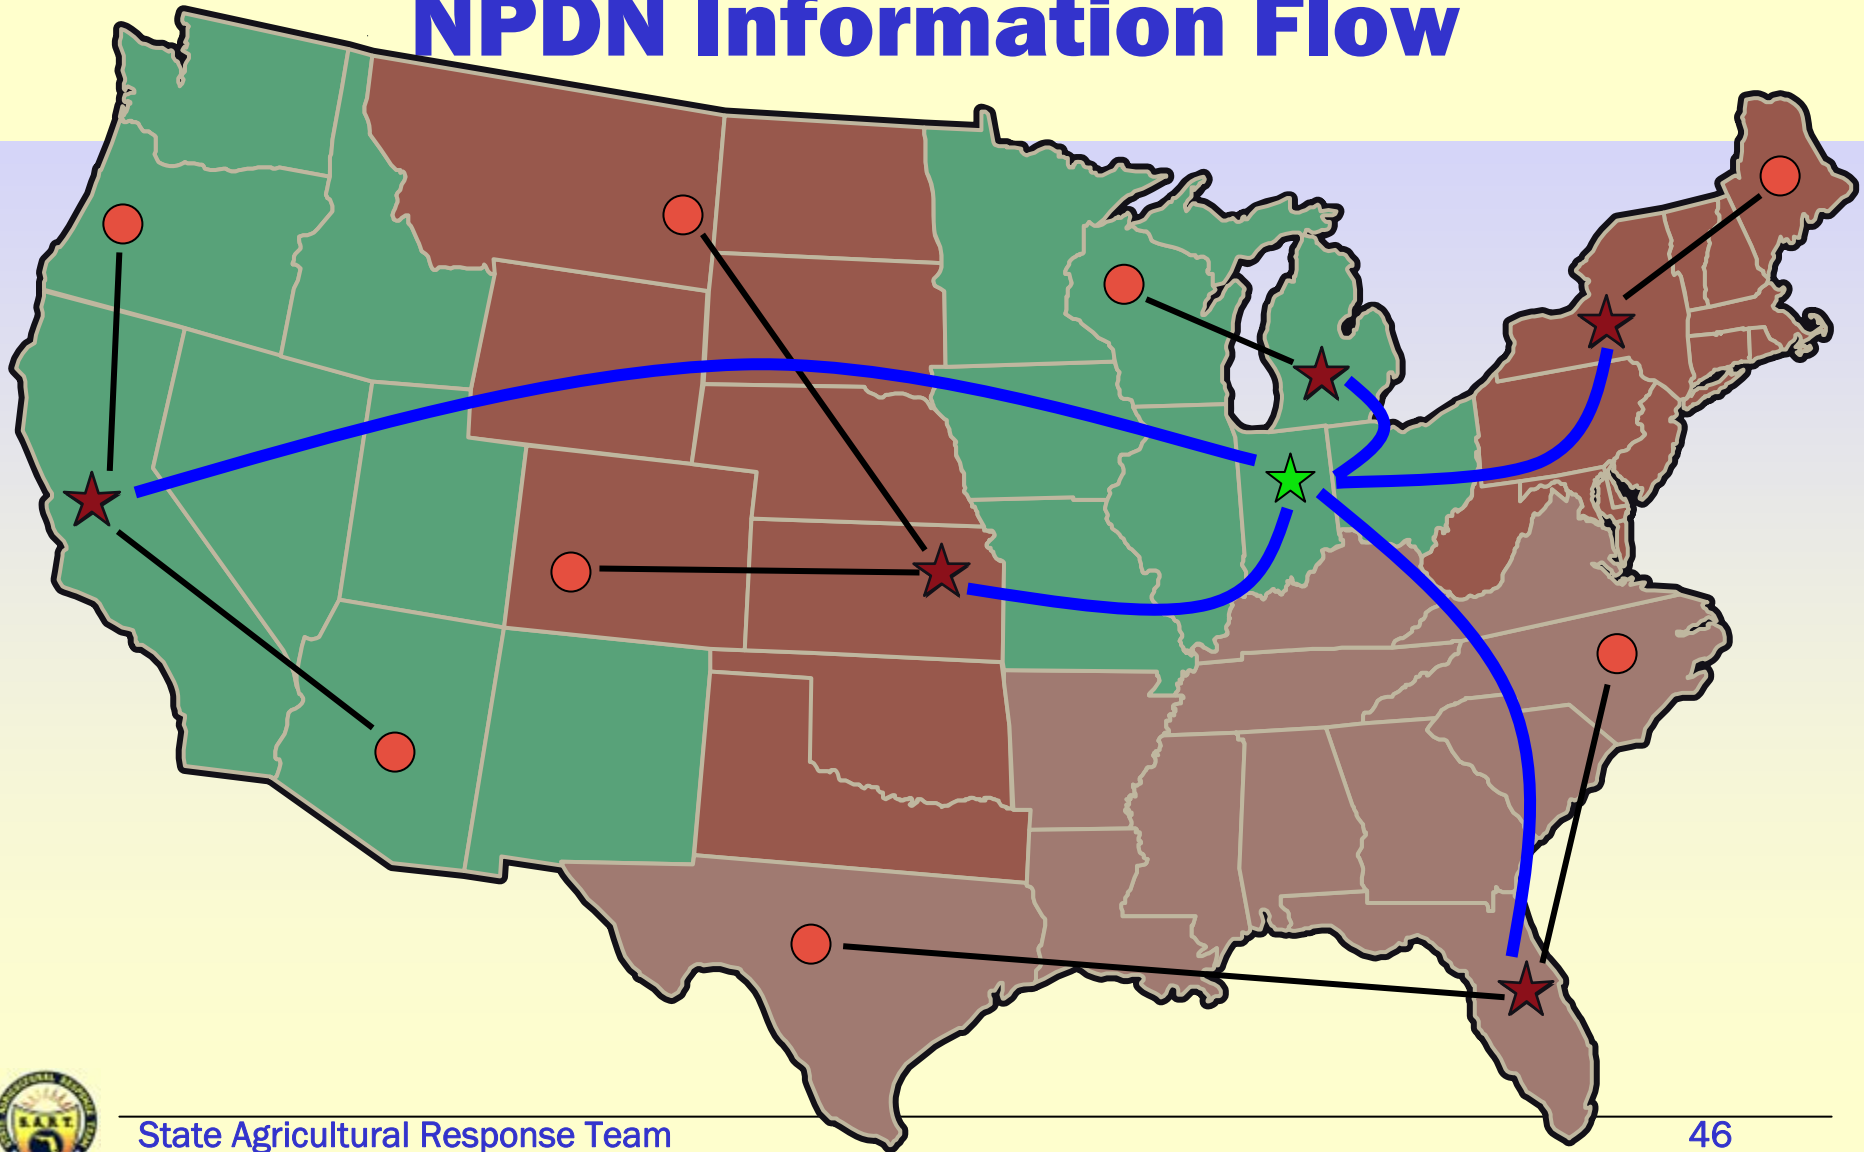 NPDN Information Flow
S.A.R.T.
State Agricultural Response Team
46